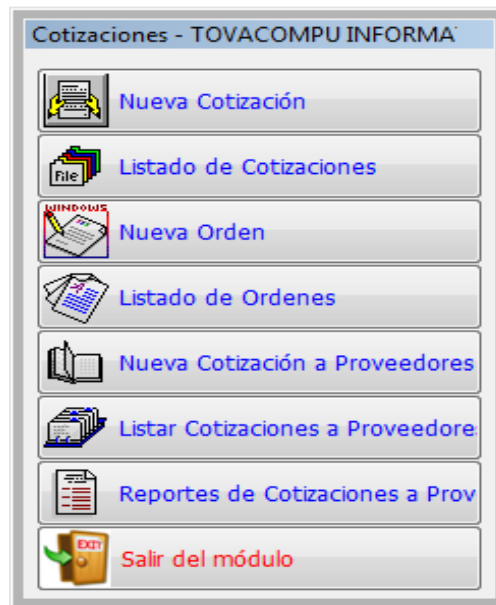 Cotizaciones - TOVACOMPU INFORMA
Nueva Cotización
File
Listado de Cotizaciones
WINDOWS
Nueva Orden
Listado de Ordenes
Nueva Cotización a Proveedores
Listar Cotizaciones a Proveedore
Reportes de Cotizaciones a Prov
EXIT
Salir del módulo